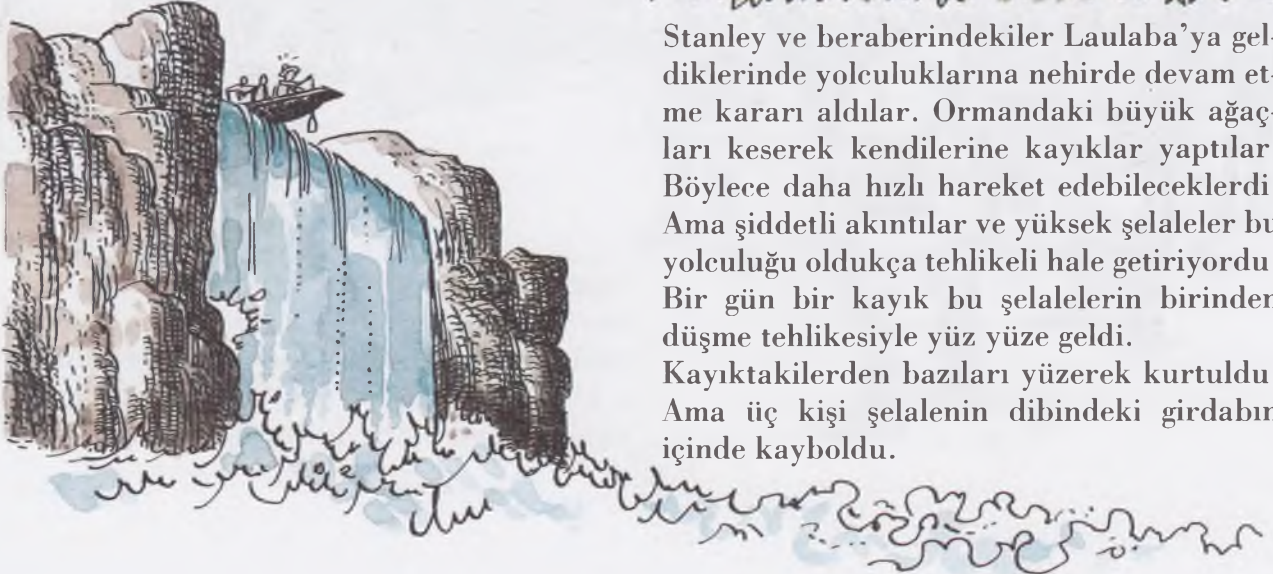 Stanley ve beraberindekiler Laulaba’ya gel-
diklerinde yolculuklarına nehirde devam et-
me kararı aldılar. Ormandaki büyük ağaç-
ları keserek kendilerine kayıklar yaptılar
Böylece daha hızlı hareket edebileceklerdi
Ama şiddetli akıntılar ve yüksek şelaleler bu
yolculuğu oldukça tehlikeli hale getiriyordu
Bir gün bir kayık bu şelalelerin birinden
düşme tehlikesiyle yüz yüze geldi.
Kayıktakilerden bazıları yüzerek kurtuldu
Ama üç kişi şelalenin dibindeki girdabın
içinde kayboldu.